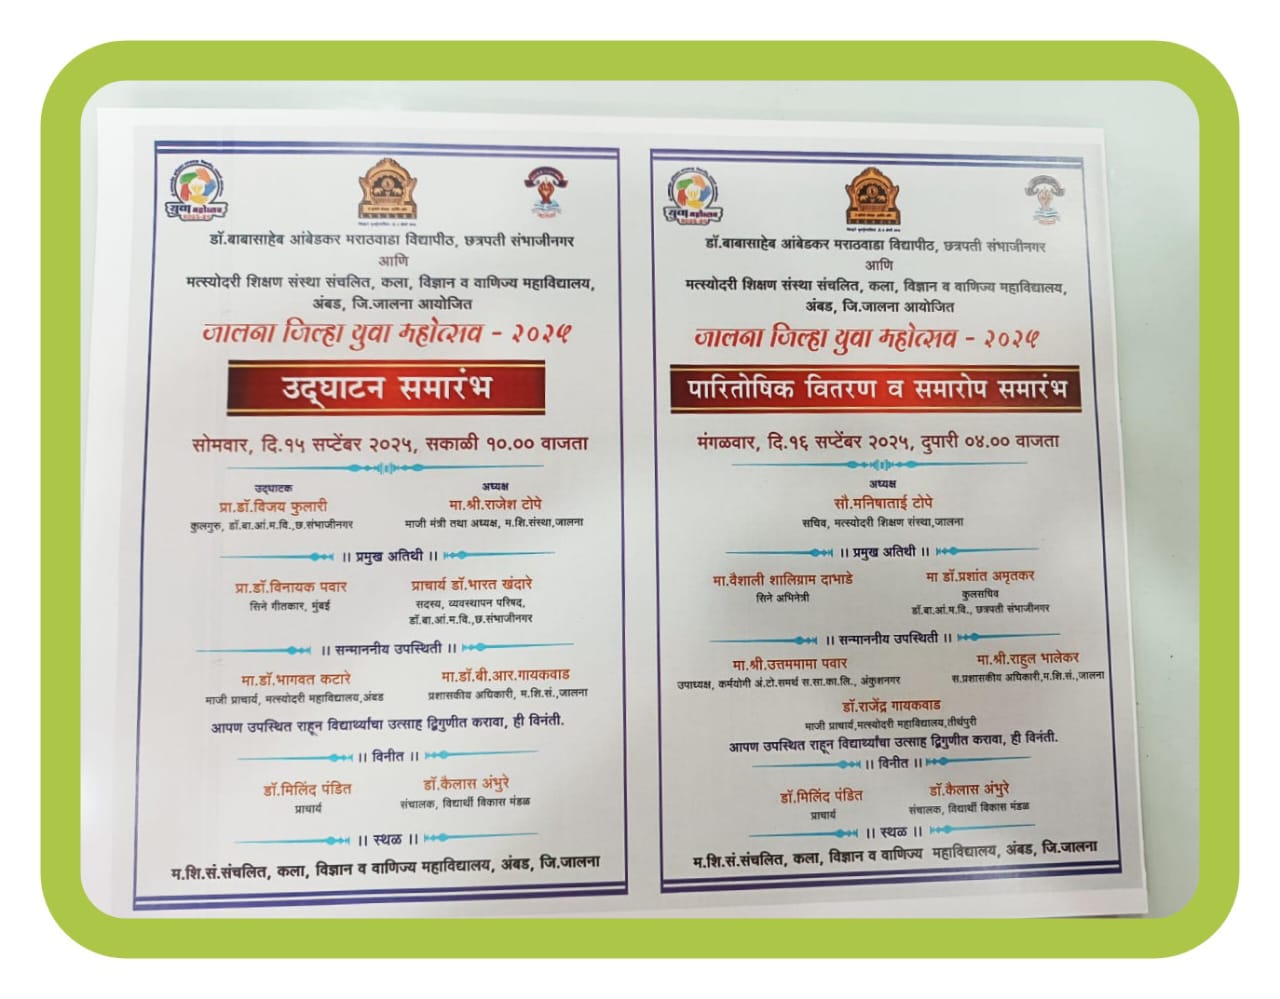 युवा महोत्सव
डॉ.बाबासाहेब आंबेडकर मराठवाडा विद्यापीठ, छत्रपती संभाजीनगर
आणि
मत्स्योदरी शिक्षण संस्था संचलित, कला, विज्ञान व वाणिज्य महाविद्यालय,
अंबड, जि.जालना आयोजित
जालना जिल्हा युवा महोत्सव - २०२५
उद्घाटन समारंभ
सोमवार, दि.१५ सप्टेंबर २०२५, सकाळी १०.०० वाजता
उद्घाटक
प्रा.डॉ.विजय फुलारी
कुलगुरु, डॉ.बा.आं.म.वि.,छ.संभाजीनगर
अध्यक्ष
मा.श्री.राजेश टोपे
माजी मंत्री तथा अध्यक्ष, म.शि.संस्था,जालना
।। प्रमुख अतिथी ।।
प्रा.डॉ.विनायक पवार
सिने गीतकार, मुंबई
प्राचार्य डॉ.भारत खंदारे
सदस्य, व्यवस्थापन परिषद,
डॉ.बा.आं.म.वि.,छ.संभाजीनगर
।। सन्माननीय उपस्थिती ।।
मा.डॉ.भागवत कटारे
माजी प्राचार्य, मत्स्योदरी महाविद्यालय,अंबड
मा.डॉ.बी.आर.गायकवाड
प्रशासकीय अधिकारी, म.शि.सं.,जालना
आपण उपस्थित राहून विद्यार्थ्यांचा उत्साह द्विगुणीत करावा, ही विनंती.
।। विनीत ।।
डॉ.मिलिंद पंडित
प्राचार्य
डॉ.कैलास अंभुरे
संचालक, विद्यार्थी विकास मंडळ
।। स्थळ ।।
म.शि.सं.संचलित, कला, विज्ञान व वाणिज्य महाविद्यालय, अंबड, जि.जालना
युवा महोत्सव
डॉ.बाबासाहेब आंबेडकर मराठवाडा विद्यापीठ, छत्रपती संभाजीनगर
आणि
मत्स्योदरी शिक्षण संस्था संचलित, कला, विज्ञान व वाणिज्य महाविद्यालय,
अंबड, जि.जालना आयोजित
जालना जिल्हा युवा महोत्सव - २०२५
पारितोषिक वितरण व समारोप समारंभ
मंगळवार, दि.१६ सप्टेंबर २०२५, दुपारी ०४.०० वाजता
अध्यक्ष
सौ.मनिषाताई टोपे
सचिव, मत्स्योदरी शिक्षण संस्था,जालना
।। प्रमुख अतिथी ।।
मा.वैशाली शालिग्राम दाभाडे
सिने अभिनेत्री
मा डॉ.प्रशांत अमृतकर
कुलसचिव
डॉ.बा.आं.म.वि., छत्रपती संभाजीनगर
।। सन्माननीय उपस्थिती ।।
मा.श्री.उत्तममामा पवार
उपाध्यक्ष, कर्मयोगी अं.टो.समर्थ स.सा.का.लि., अंकुशनगर
मा.श्री.राहुल भालेकर
स.प्रशासकीय अधिकारी,म.शि.सं.,जालना
डॉ.राजेंद्र गायकवाड
माजी प्राचार्य,मत्स्योदरी महाविद्यालय,तीर्थपुरी
आपण उपस्थित राहून विद्यार्थ्यांचा उत्साह द्विगुणीत करावा, ही विनंती.
।। विनीत ।।
डॉ.मिलिंद पंडित
प्राचार्य
डॉ.कैलास अंभुरे
संचालक, विद्यार्थी विकास मंडळ
।। स्थळ ।।
म.शि.सं.संचलित, कला, विज्ञान व वाणिज्य महाविद्यालय, अंबड, जि.जालना